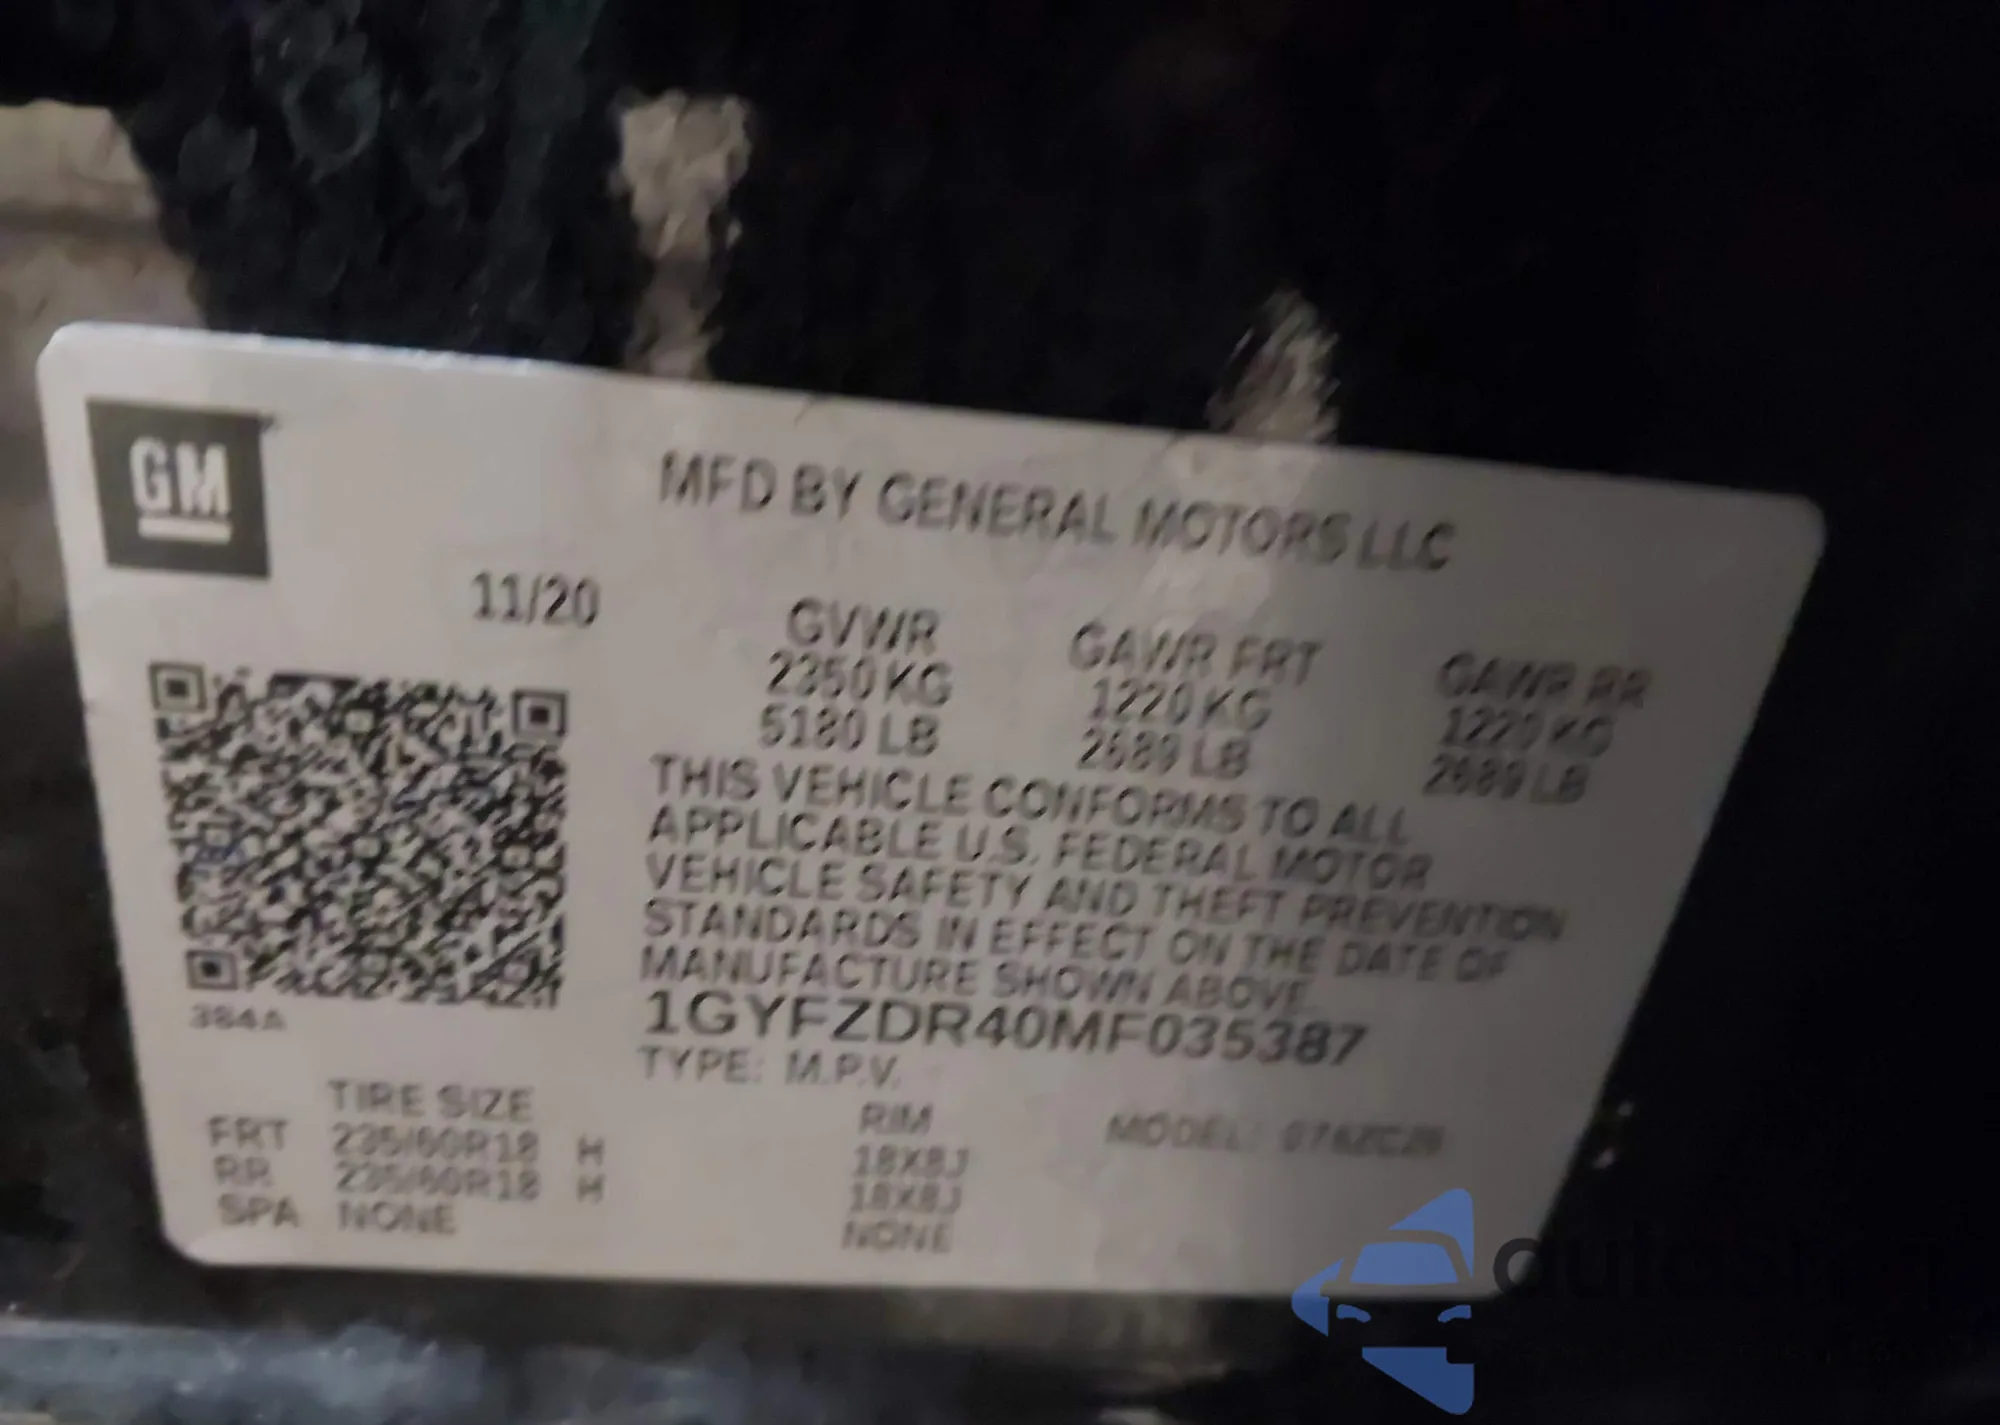 GM
MFD BY GENERAL MOTORS LLC
11/20
GVWR GAWR FRT GAWR RR
2350 KG 1220 KG 1220 KG
5180 LB 2689 LB 2689 LB
THIS VEHICLE CONFORMS TO ALL
APPLICABLE U.S. FEDERAL MOTOR
VEHICLE SAFETY AND THEFT PREVENTION
STANDARDS IN EFFECT ON THE DATE OF
MANUFACTURE SHOWN ABOVE.
384A
1GYFZDR40MF035387
TYPE: M.P.V.
TIRE SIZE RIM MODEL:
FRT 235/60R18 H 18X8J
RR 235/60R18 H 18X8J
SPA NONE NONE